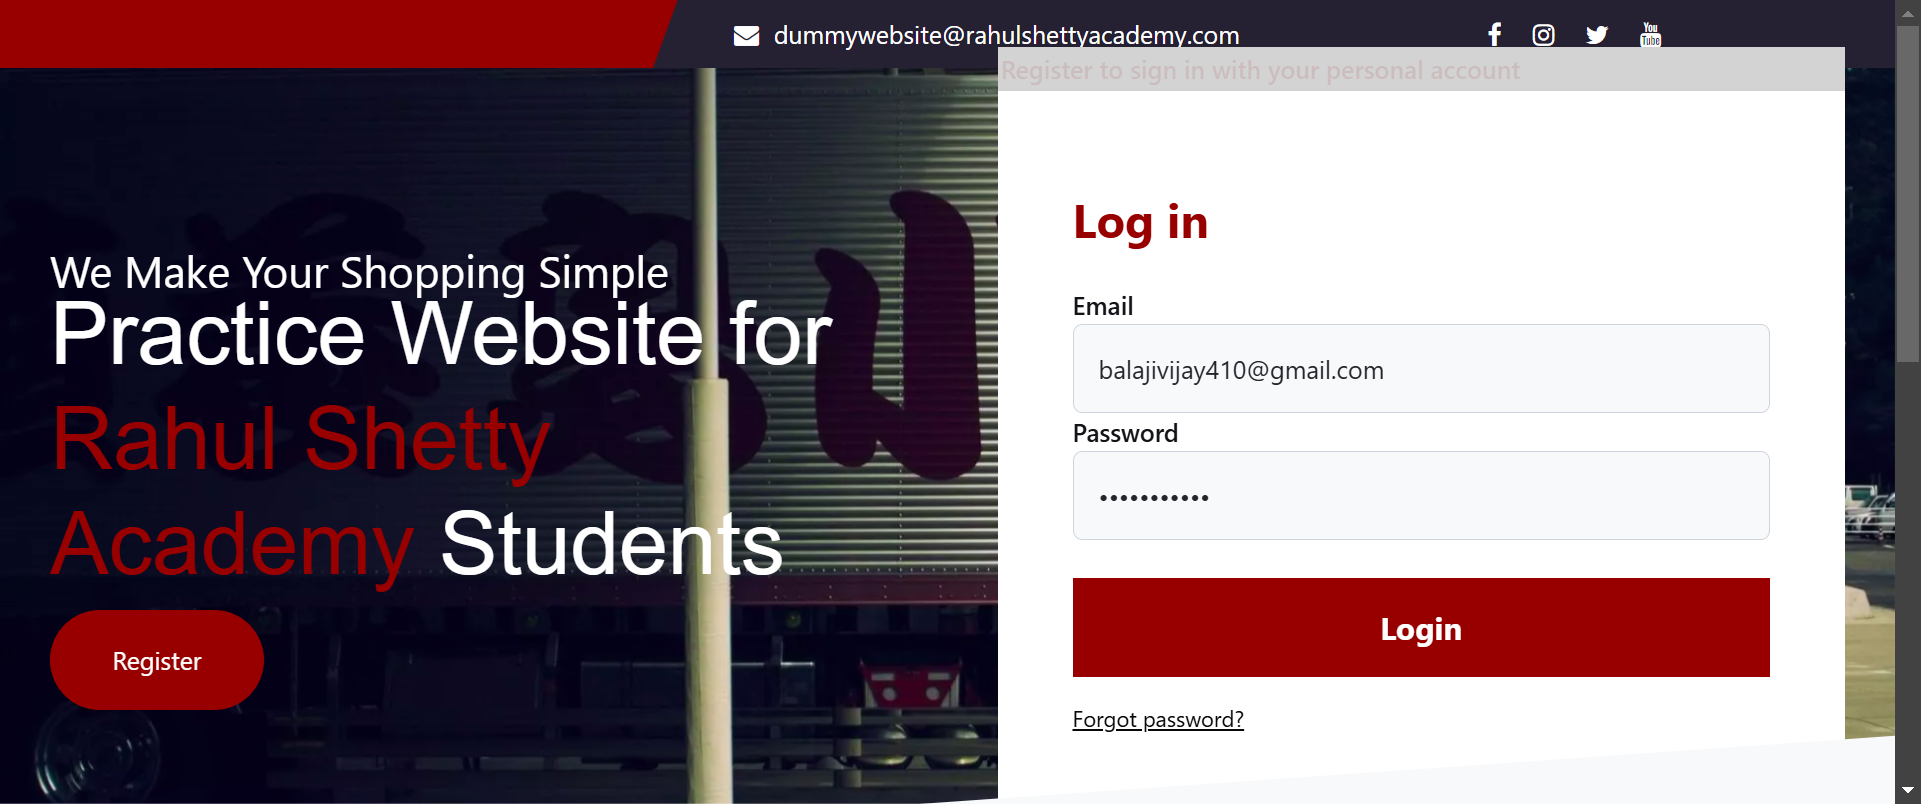 dummywebsite@rahulshettyacademy.com
You
Tube
Register to sign in with your personal account
We Make Your Shopping Simple
Practice Website for
Rahul Shetty
Academy Students
Register
Log in
Email
balajivijay410@gmail.com
Password
•••••••••••
Login
Forgot password?